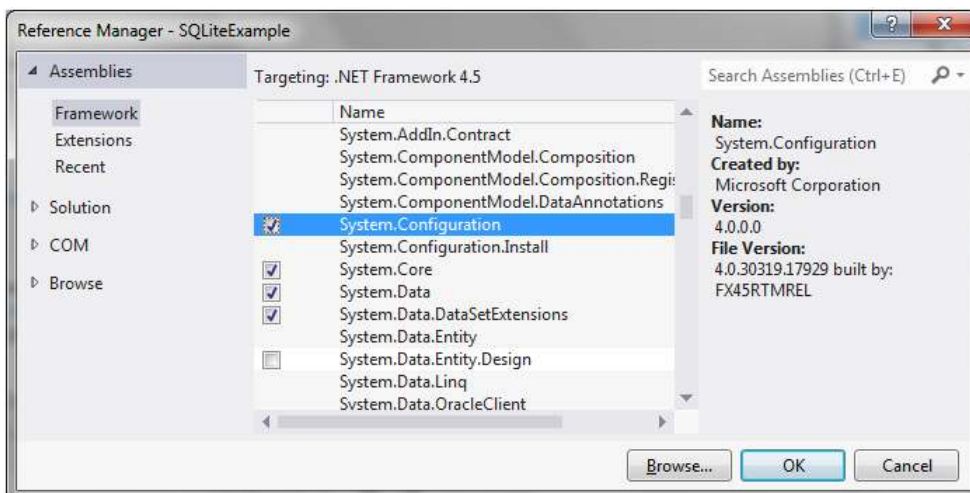 Reference Manager - SQLiteExample
Assemblies
Framework
Extensions
Recent
Solution
COM
Browse
Targeting: .NET Framework 4.5
Name
System.AddIn.Contract
System.ComponentModel.Composition
System.ComponentModel.Composition.Regis
System.ComponentModel.DataAnnotations
System.Configuration
System.Configuration.Install
System.Core
System.Data
System.Data.DataSetExtensions
System.Data.Entity
System.Data.Entity.Design
System.Data.Linq
System.Data.OracleClient
Search Assemblies (Ctrl+E)
Name:
System.Configuration
Created by:
Microsoft Corporation
Version:
4.0.0.0
File Version:
4.0.30319.17929 built by:
FX45RTMREL
Browse...
OK
Cancel